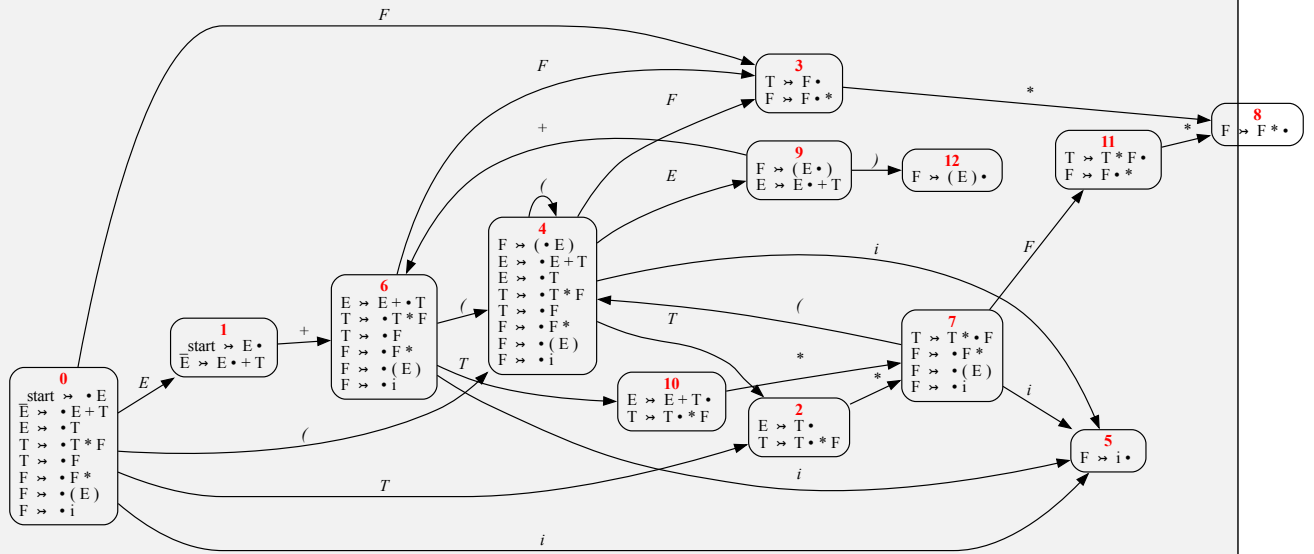 0
_start ↣ • E
E ↣ • E + T
E ↣ • T
T ↣ • T * F
T ↣ • F
F ↣ • F *
F ↣ • ( E )
F ↣ • i
1
_start ↣ E •
E ↣ E • + T
6
E ↣ E + • T
T ↣ • T * F
T ↣ • F
F ↣ • F *
F ↣ • ( E )
F ↣ • i
4
F ↣ ( • E )
E ↣ • E + T
E ↣ • T
T ↣ • T * F
T ↣ • F
F ↣ • F *
F ↣ • ( E )
F ↣ • i
10
E ↣ E + T •
T ↣ T • * F
3
T ↣ F •
F ↣ F • *
9
F ↣ ( E • )
E ↣ E • + T
2
E ↣ T •
T ↣ T • * F
12
F ↣ ( E ) •
7
T ↣ T * • F
F ↣ • F *
F ↣ • ( E )
F ↣ • i
11
T ↣ T * F •
F ↣ F • *
5
F ↣ i •
8
F ↣ F * •
F
E
(
T
i
+
F
(
T
i
+
(
F
E
i
T
)
*
*
(
F
i
*
*